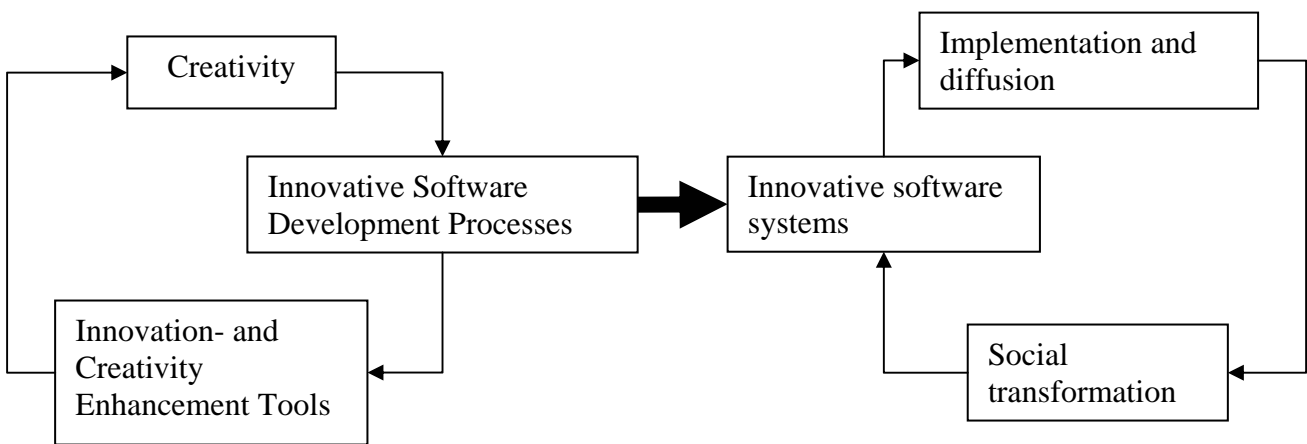 Creativity
Innovative Software
Development Processes
Innovation- and
Creativity
Enhancement Tools
Implementation and
diffusion
Innovative software
systems
Social
transformation